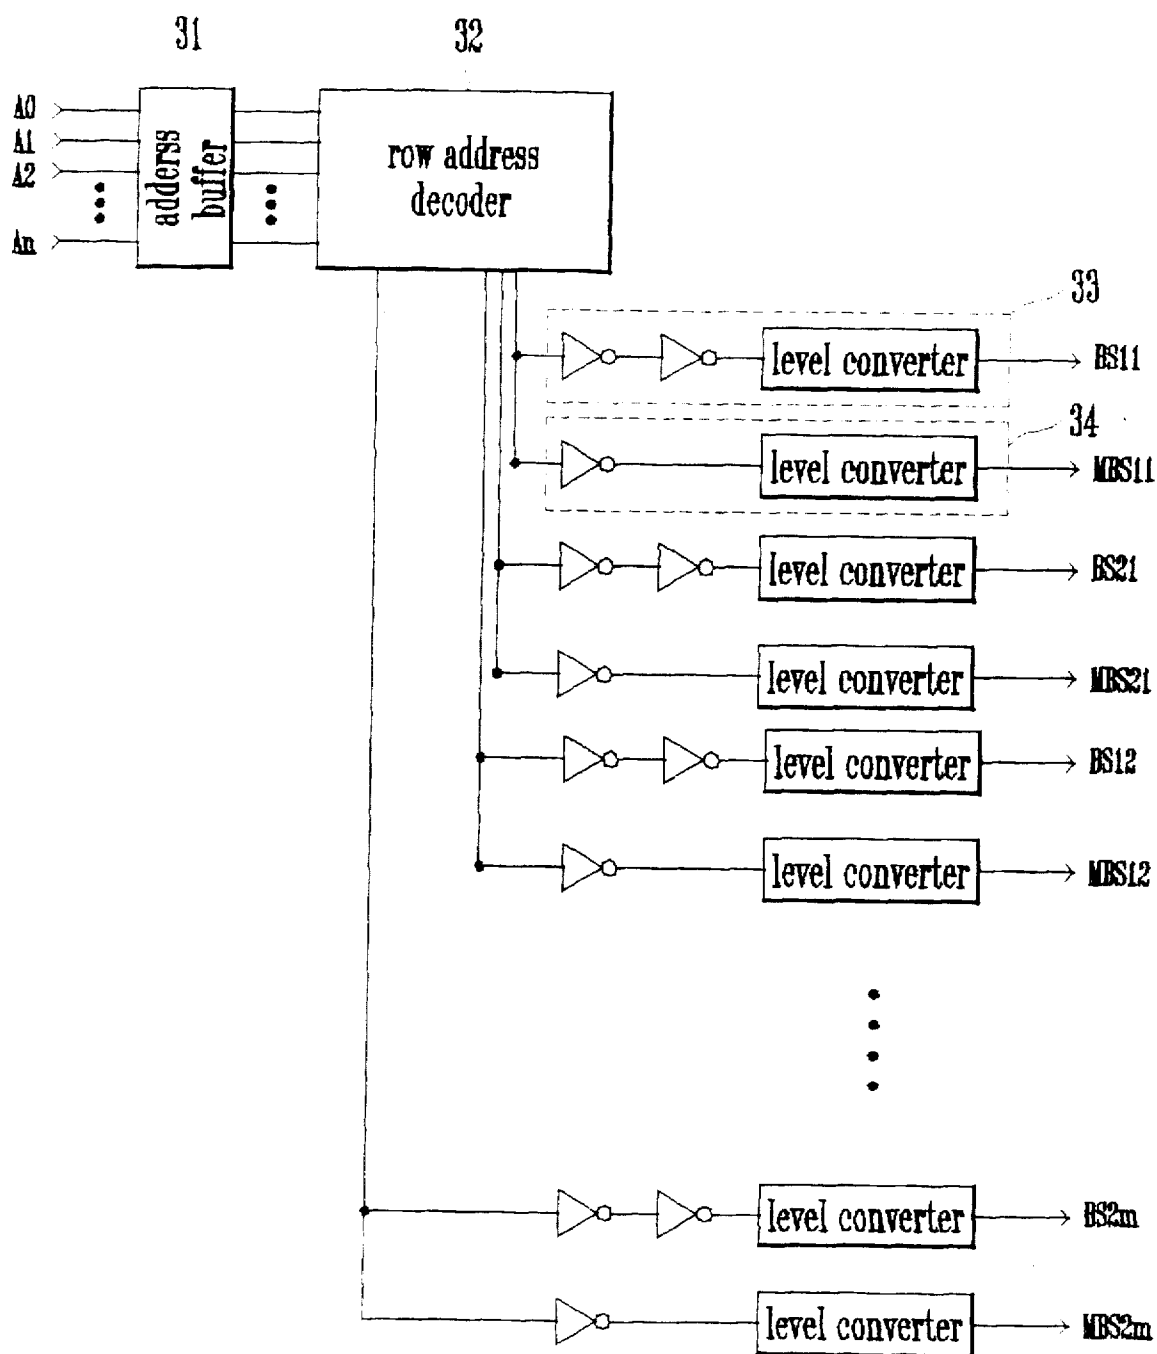 31
32
A0
A1
A2
An
adderss
buffer
row address
decoder
33
level converter
BS11
34
level converter
MBS11
level converter
BS21
level converter
MBS21
level converter
BS12
level converter
MBS12
level converter
BS2m
level converter
MBS2m